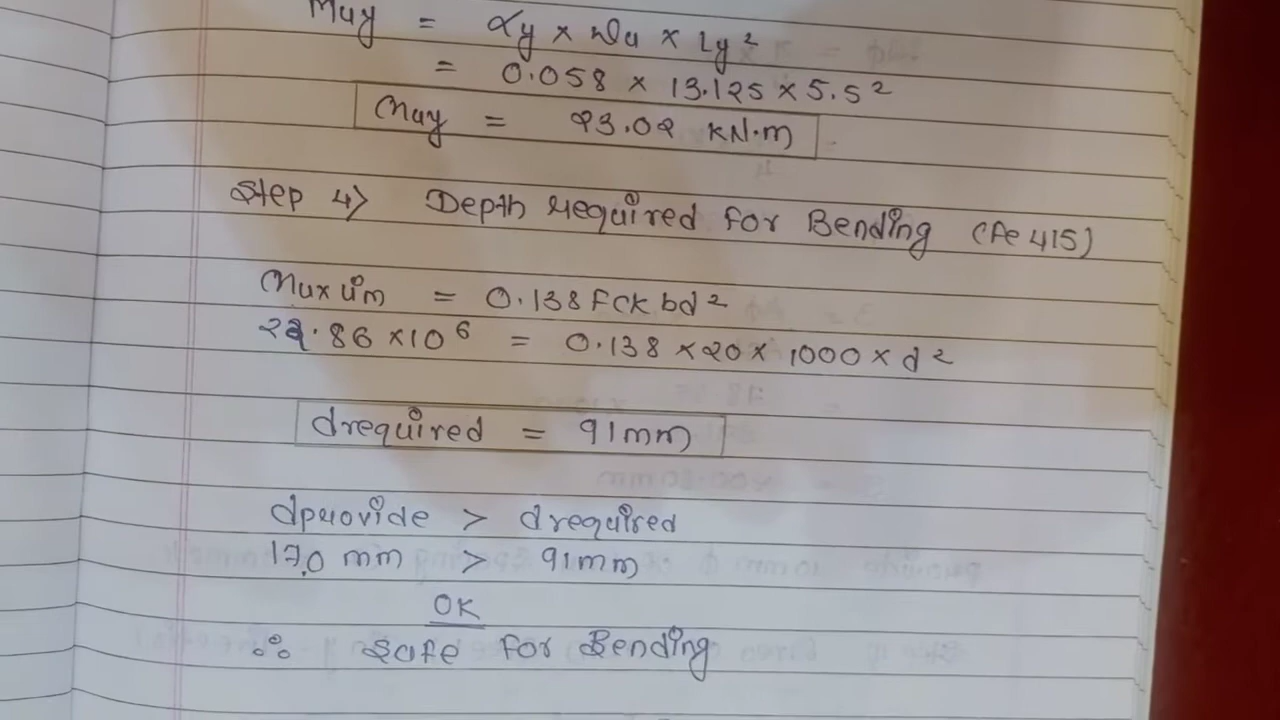 Muy = αy × Wu × Ly²
= 0.058 × 13.125 × 5.5²
Muy = 23.02 kN.m
Step 4> Depth required for Bending (Fe 415)
Mux lim = 0.138 Fck bd²
22.86 ×10⁶ = 0.138 ×20× 1000 × d²
drequired = 91mm
dprovide > drequired
170 mm > 91mm
OK
∴ safe for Bending